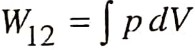 W₁₂ = ∫ p dV